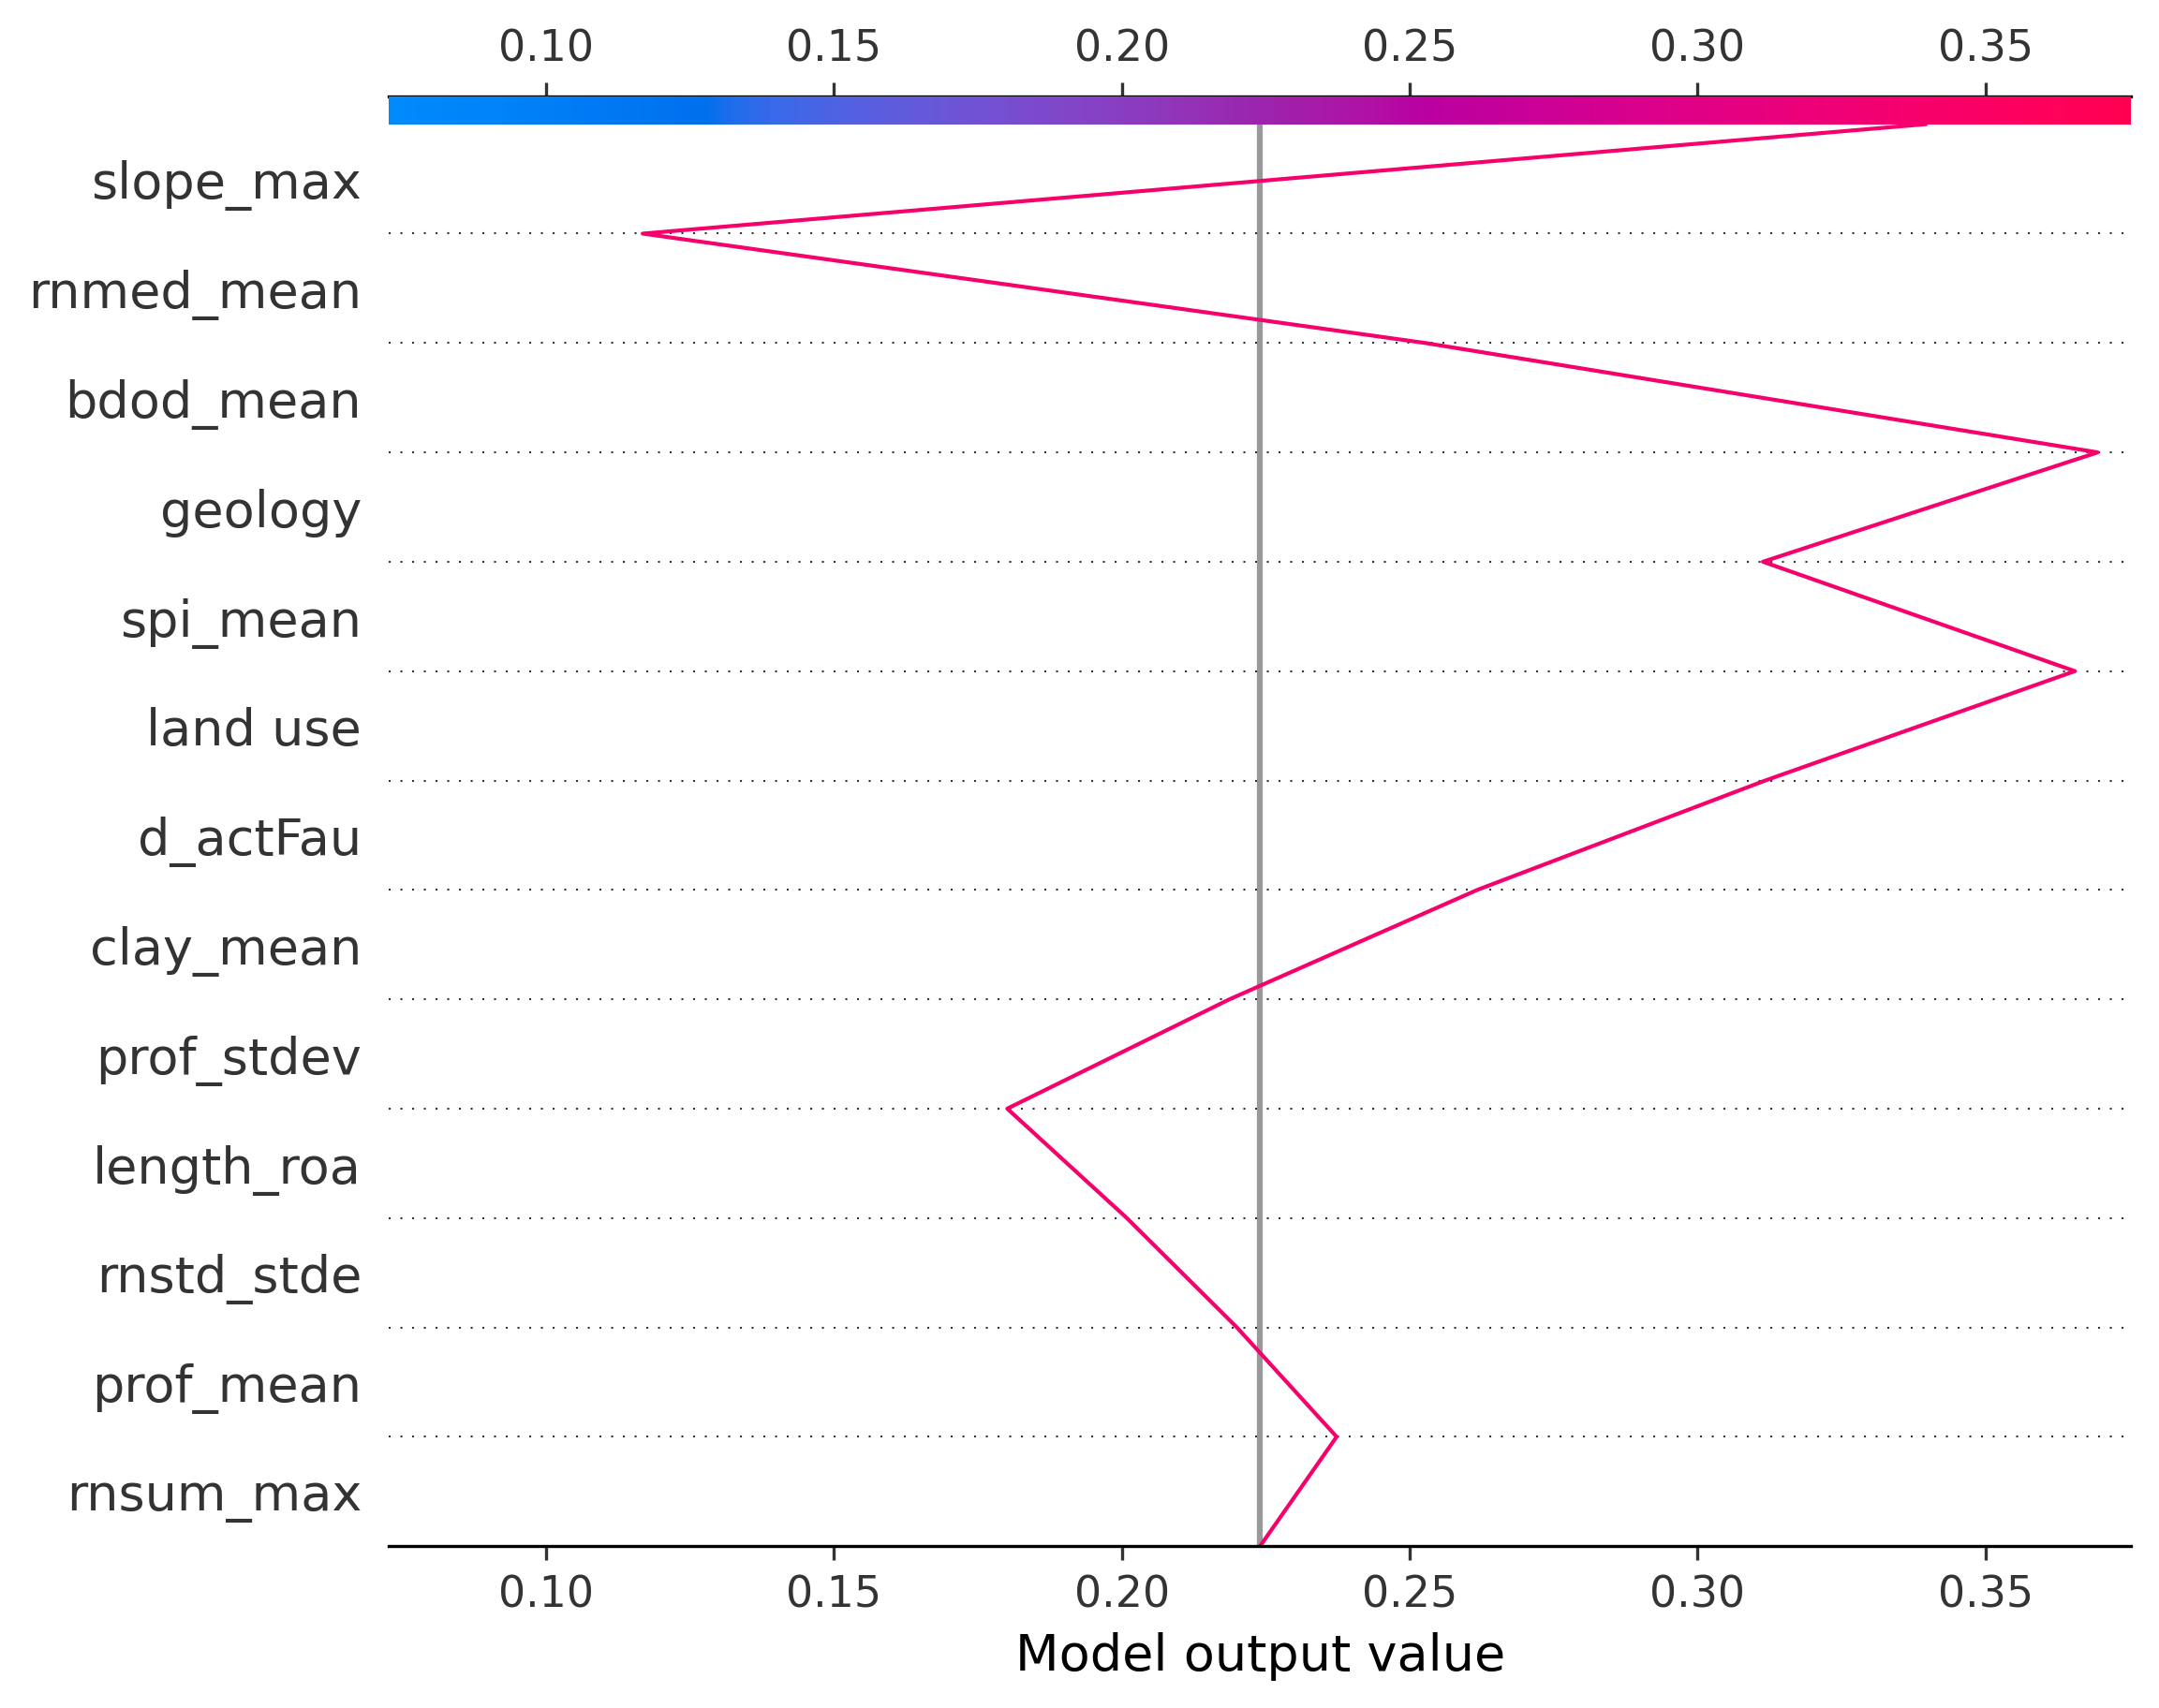 0.10 0.15 0.20 0.25 0.30 0.35
slope_max
rnmed_mean
bdod_mean
geology
spi_mean
land use
d_actFau
clay_mean
prof_stdev
length_roa
rnstd_stde
prof_mean
rnsum_max
0.10 0.15 0.20 0.25 0.30 0.35
Model output value